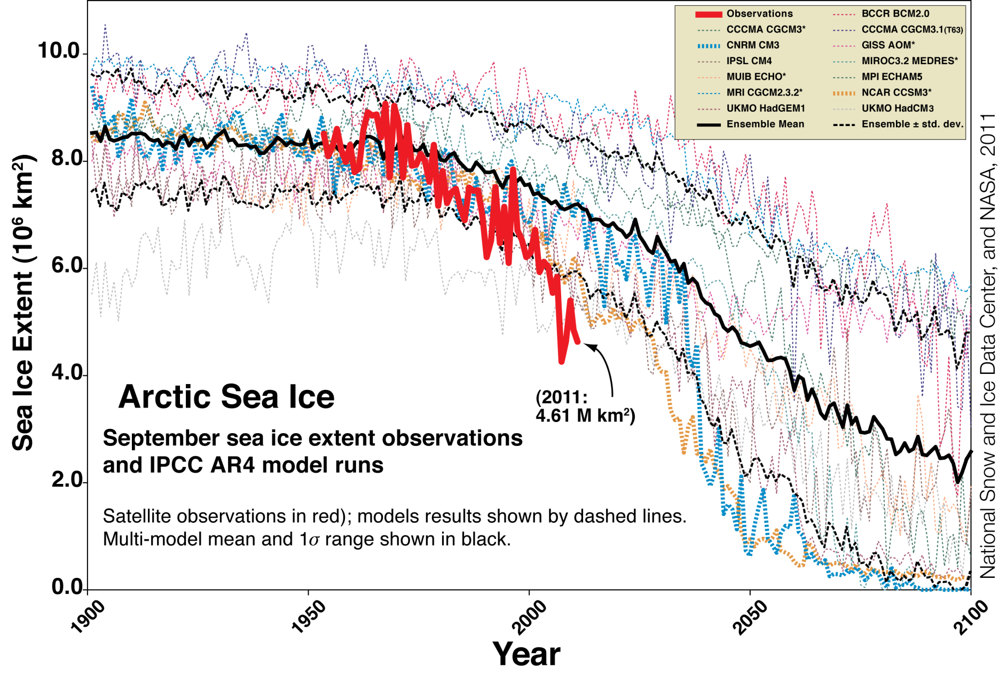 10.0
8.0
6.0
4.0
2.0
0.0
Sea Ice Extent (10⁶ km²)
Observations
CCCMA CGCM3*
CNRM CM3
IPSL CM4
MUIB ECHO*
MRI CGCM2.3.2*
UKMO HadGEM1
Ensemble Mean
BCCR BCM2.0
CCCMA CGCM3.1(T63)
GISS AOM*
MIROC3.2 MEDRES*
MPI ECHAM5
NCAR CCSM3*
UKMO HadCM3
Ensemble ± std. dev.
Arctic Sea Ice
September sea ice extent observations
and IPCC AR4 model runs
(2011:
4.61 M km²)
Satellite observations in red); models results shown by dashed lines.
Multi-model mean and 1σ range shown in black.
1900
1950
2000
2050
2100
Year
National Snow and Ice Data Center, and NASA, 2011